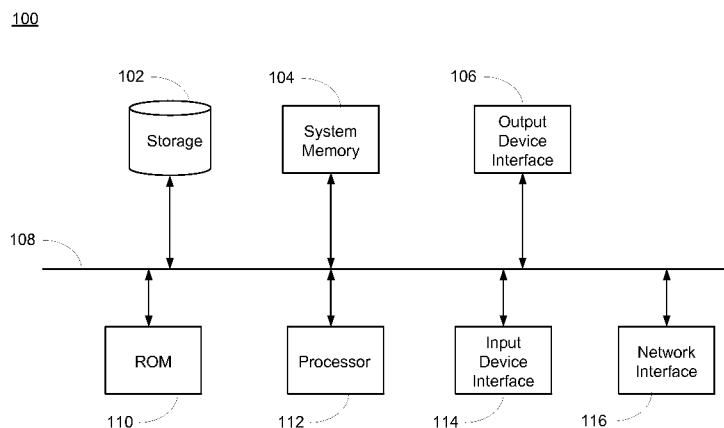 100
102
104
106
Storage
System
Memory
Output
Device
Interface
108
ROM
Processor
Input
Device
Interface
Network
Interface
110
112
114
116